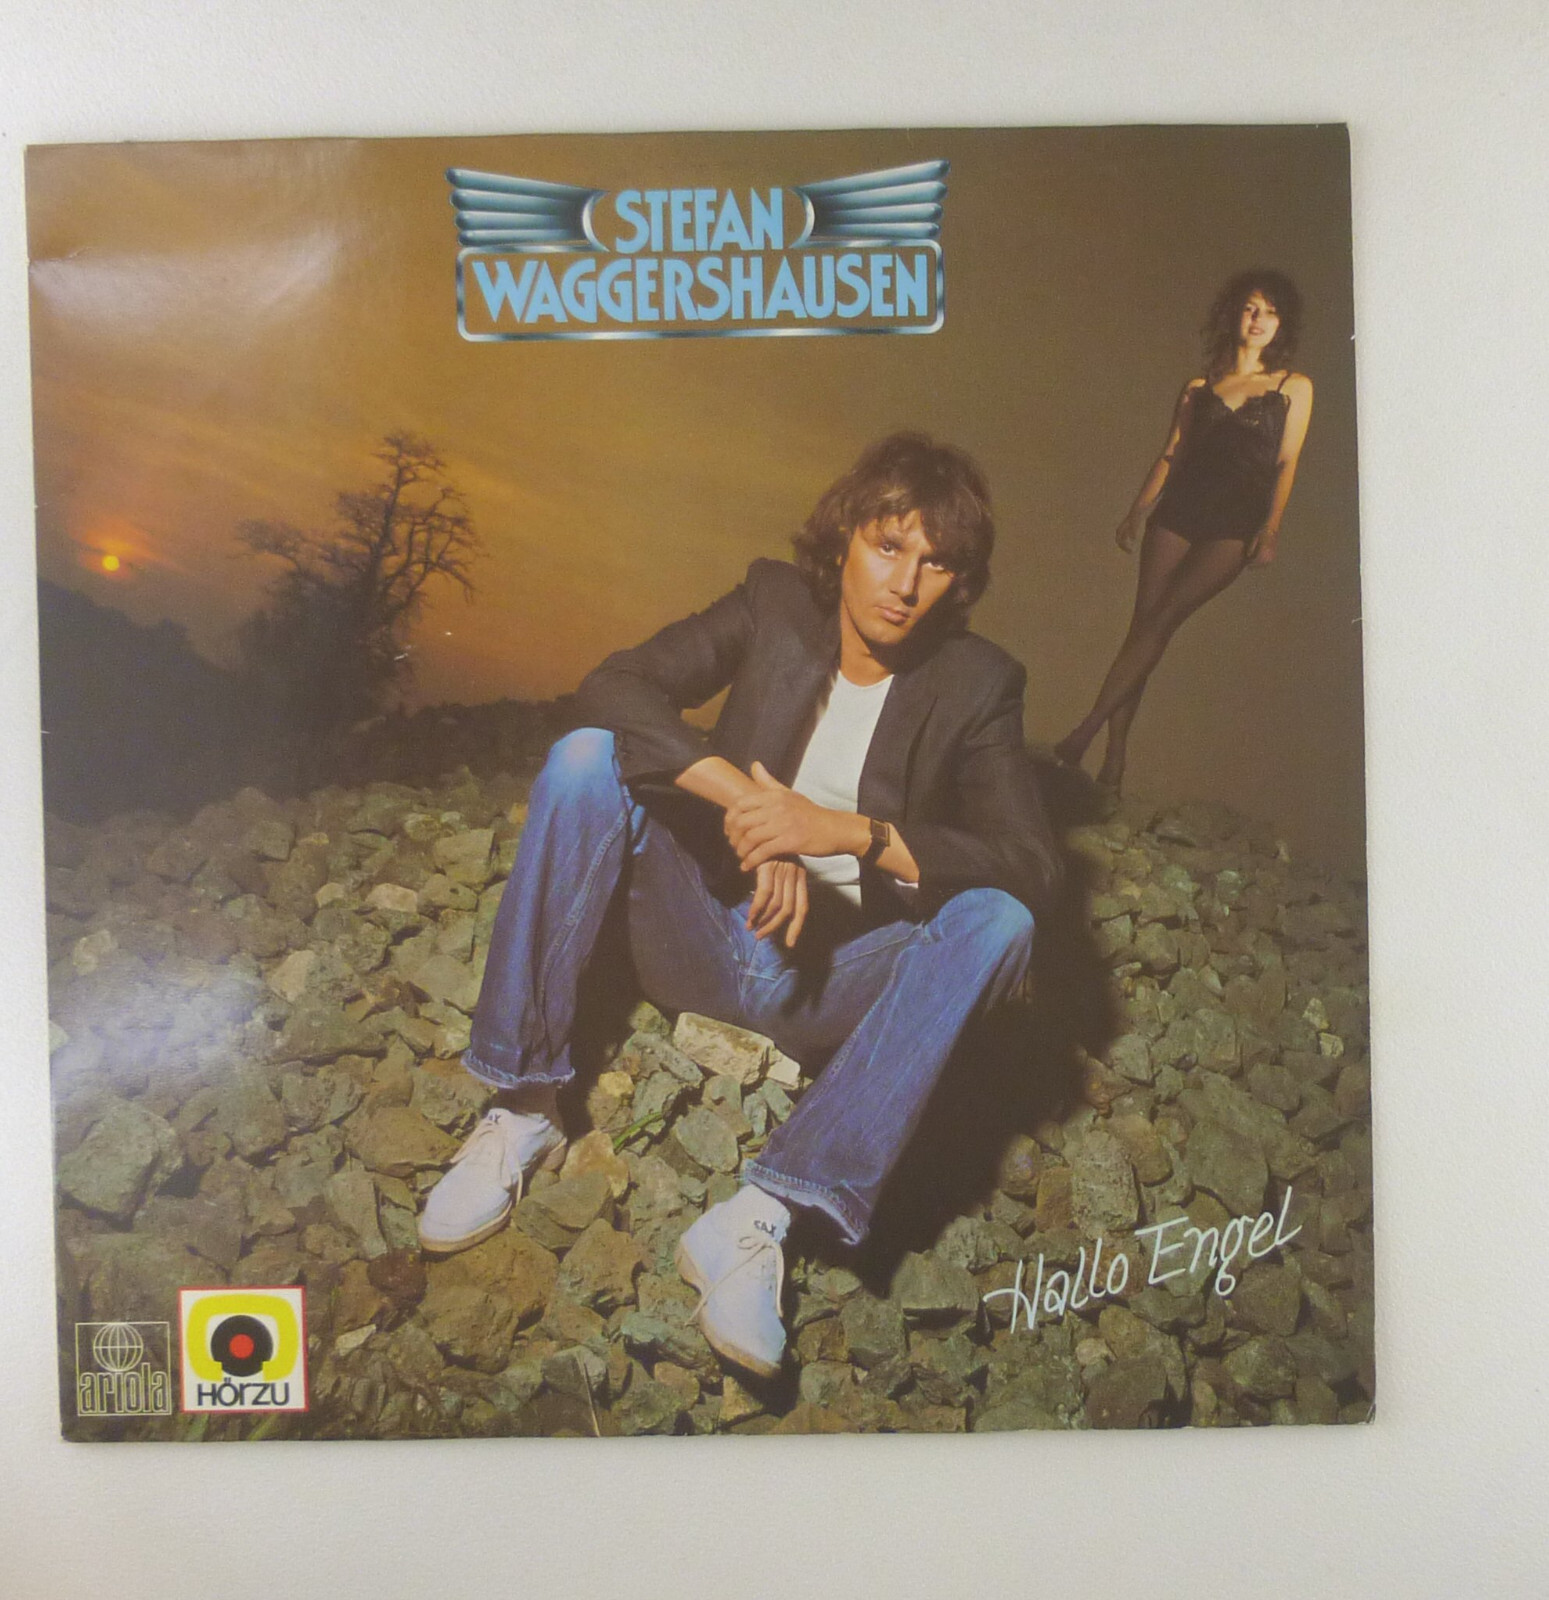 STEFAN
WAGGERSHAUSEN
Hallo Engel
ariola
HÖRZU